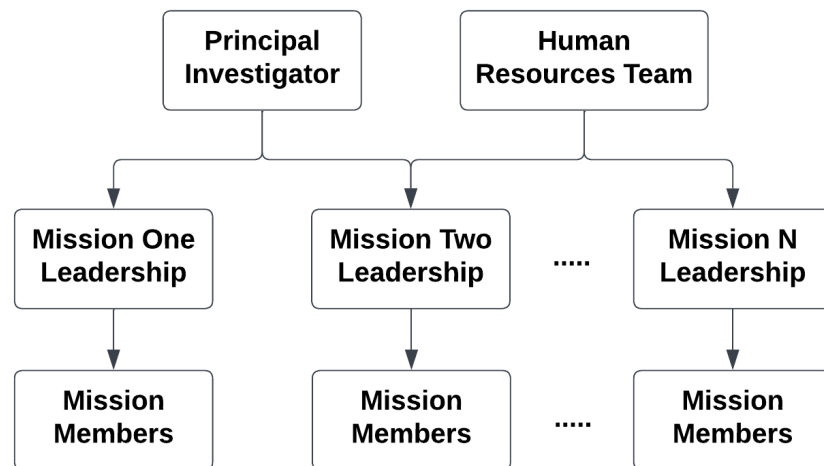 Principal
Investigator
Human
Resources Team
Mission One
Leadership
Mission Two
Leadership
.....
Mission N
Leadership
Mission
Members
Mission
Members
.....
Mission
Members